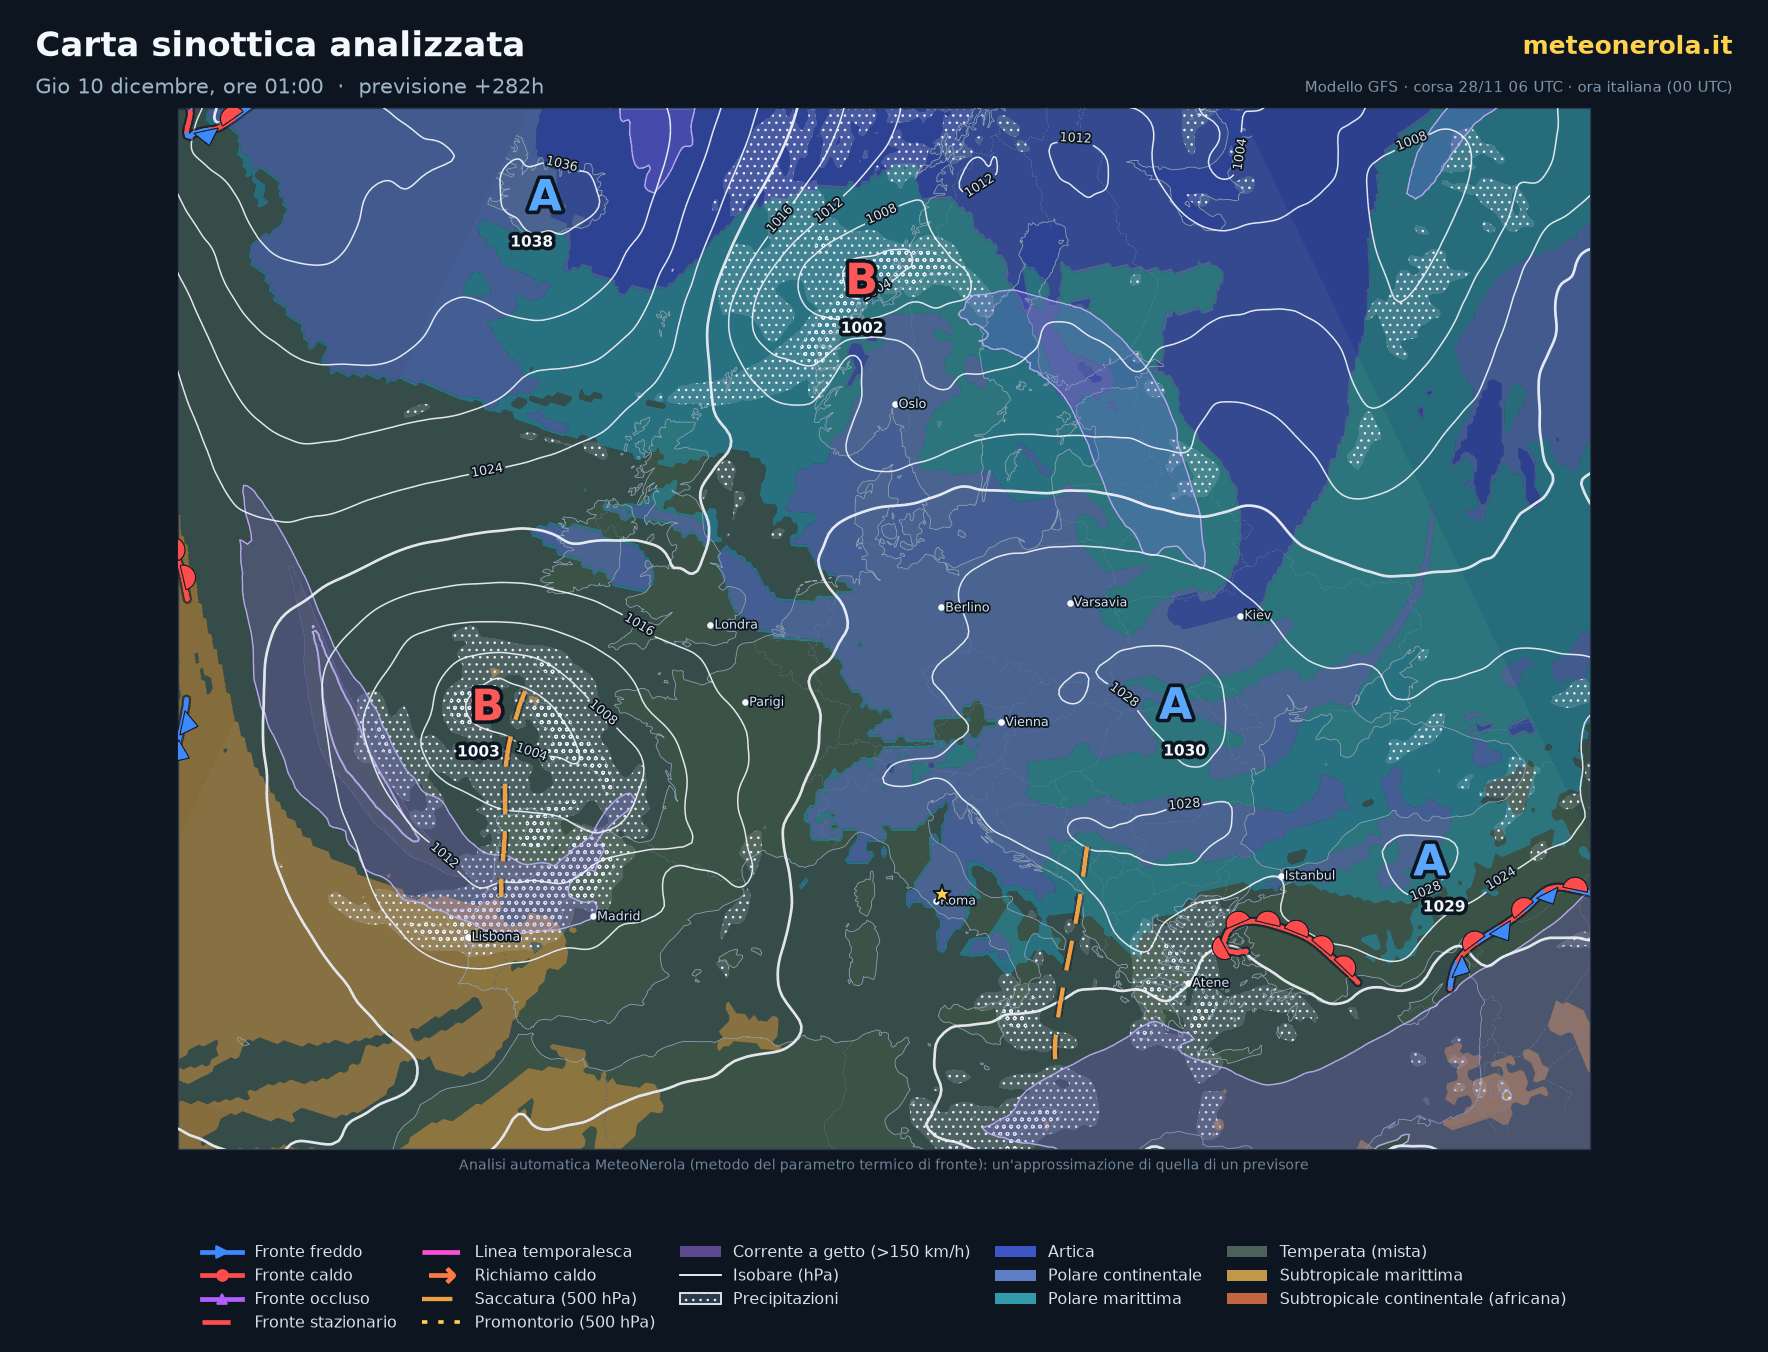 Carta sinottica analizzata
meteonerola.it
Gio 10 dicembre, ore 01:00 · previsione +282h
Modello GFS · corsa 28/11 06 UTC · ora italiana (00 UTC)
1012
1008
1004
1036
A
1038
1012
1016
1012
1008
B
1002
Oslo
1024
1016
Londra
Berlino
Varsavia
Kiev
B
1003
1008
1004
Parigi
Vienna
1028
A
1030
1028
1012
Madrid
Lisbona
Roma
Istanbul
A
1028
1029
1024
Atene
Analisi automatica MeteoNerola (metodo del parametro termico di fronte): un'approssimazione di quella di un previsore
Fronte freddo
Fronte caldo
Fronte occluso
Fronte stazionario
Linea temporalesca
Richiamo caldo
Saccatura (500 hPa)
Promontorio (500 hPa)
Corrente a getto (>150 km/h)
Isobare (hPa)
Precipitazioni
Artica
Polare continentale
Polare marittima
Temperata (mista)
Subtropicale marittima
Subtropicale continentale (africana)